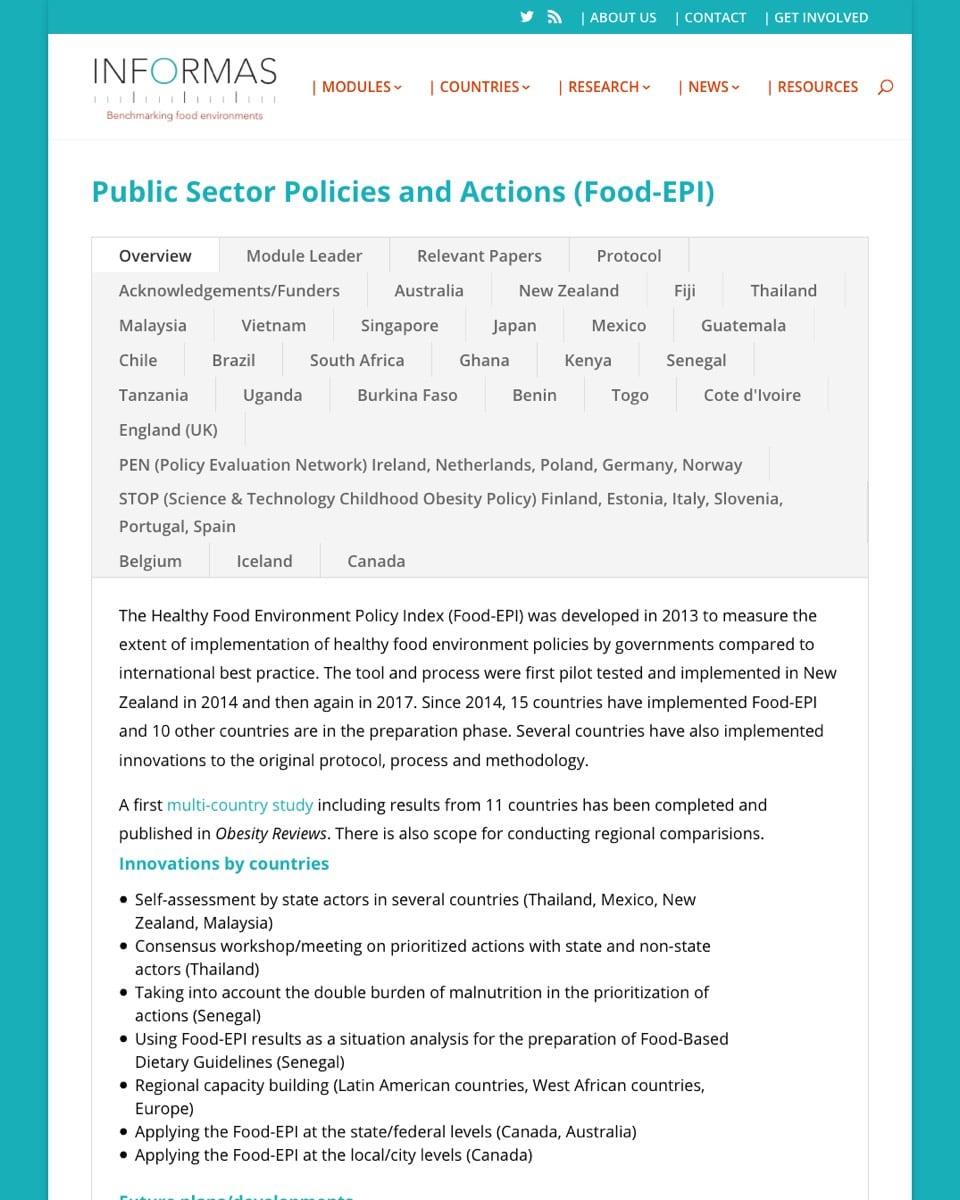 | ABOUT US | CONTACT | GET INVOLVED
INFORMAS
Benchmarking food environments
| MODULES | COUNTRIES | RESEARCH | NEWS | RESOURCES
Public Sector Policies and Actions (Food-EPI)
Overview Module Leader Relevant Papers Protocol
Acknowledgements/Funders Australia New Zealand Fiji Thailand
Malaysia Vietnam Singapore Japan Mexico Guatemala
Chile Brazil South Africa Ghana Kenya Senegal
Tanzania Uganda Burkina Faso Benin Togo Cote d'Ivoire
England (UK)
PEN (Policy Evaluation Network) Ireland, Netherlands, Poland, Germany, Norway
STOP (Science & Technology Childhood Obesity Policy) Finland, Estonia, Italy, Slovenia,
Portugal, Spain
Belgium Iceland Canada
The Healthy Food Environment Policy Index (Food-EPI) was developed in 2013 to measure the
extent of implementation of healthy food environment policies by governments compared to
international best practice. The tool and process were first pilot tested and implemented in New
Zealand in 2014 and then again in 2017. Since 2014, 15 countries have implemented Food-EPI
and 10 other countries are in the preparation phase. Several countries have also implemented
innovations to the original protocol, process and methodology.
A first multi-country study including results from 11 countries has been completed and
published in Obesity Reviews. There is also scope for conducting regional comparisions.
Innovations by countries
• Self-assessment by state actors in several countries (Thailand, Mexico, New
Zealand, Malaysia)
• Consensus workshop/meeting on prioritized actions with state and non-state
actors (Thailand)
• Taking into account the double burden of malnutrition in the prioritization of
actions (Senegal)
• Using Food-EPI results as a situation analysis for the preparation of Food-Based
Dietary Guidelines (Senegal)
• Regional capacity building (Latin American countries, West African countries,
Europe)
• Applying the Food-EPI at the state/federal levels (Canada, Australia)
• Applying the Food-EPI at the local/city levels (Canada)
Future plans/developments